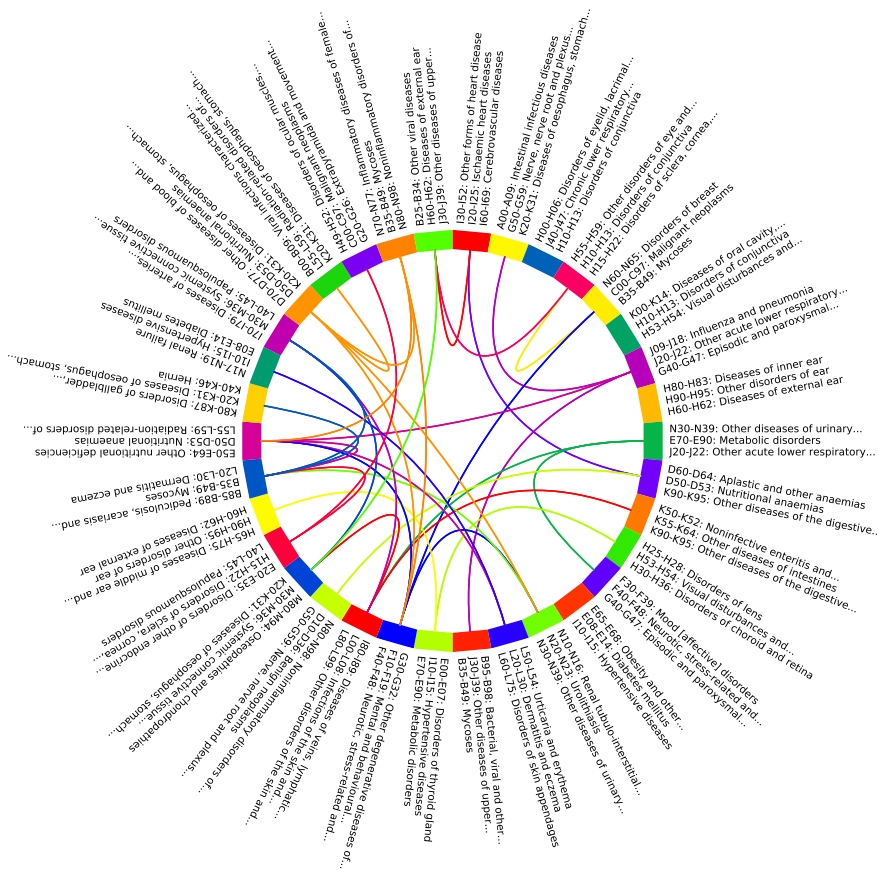 I30-I52: Other forms of heart disease
I20-I25: Ischaemic heart diseases
I60-I69: Cerebrovascular diseases
A00-A09: Intestinal infectious diseases
G50-G59: Nerve, nerve root and plexus...
K20-K31: Diseases of oesophagus, stomach...
H00-H06: Disorders of eyelid, lacrimal...
J40-J47: Chronic lower respiratory...
H10-H13: Disorders of conjunctiva
H55-H59: Other disorders of eye and...
H10-H13: Disorders of conjunctiva
H15-H22: Disorders of sclera, cornea,...
N60-N65: Disorders of breast
C00-C97: Malignant neoplasms
B35-B49: Mycoses
K00-K14: Diseases of oral cavity,...
H10-H13: Disorders of conjunctiva
H53-H54: Visual disturbances and...
J09-J18: Influenza and pneumonia
J20-J22: Other acute lower respiratory...
G40-G47: Episodic and paroxysmal...
H80-H83: Diseases of inner ear
H90-H95: Other disorders of ear
H60-H62: Diseases of external ear
N30-N39: Other diseases of urinary...
E70-E90: Metabolic disorders
J20-J22: Other acute lower respiratory...
D60-D64: Aplastic and other anaemias
D50-D53: Nutritional anaemias
K90-K95: Other diseases of the digestive...
K50-K52: Noninfective enteritis and...
K55-K64: Other diseases of intestines
K90-K95: Other diseases of the digestive...
H25-H28: Disorders of lens
H53-H54: Visual disturbances and...
H30-H36: Disorders of choroid and retina
F30-F39: Mood [affective] disorders
F40-F48: Neurotic, stress-related and...
G40-G47: Episodic and paroxysmal...
E65-E68: Obesity and other...
E08-E14: Diabetes mellitus
I10-I15: Hypertensive diseases
N10-N16: Renal tubulo-interstitial...
N20-N23: Urolithiasis
N30-N39: Other diseases of urinary...
L50-L54: Urticaria and erythema
L20-L30: Dermatitis and eczema
L60-L75: Disorders of skin appendages
B95-B98: Bacterial, viral and other...
J30-J39: Other diseases of upper...
B35-B49: Mycoses
E00-E07: Disorders of thyroid gland
I10-I15: Hypertensive diseases
E70-E90: Metabolic disorders
G30-G32: Other degenerative diseases of...
F10-F19: Mental and behavioural...
F40-F48: Neurotic, stress-related and...
I80-I89: Diseases of veins, lymphatic...
L00-L08: Infections of the skin and...
L80-L99: Other disorders of the skin and...
N80-N98: Noninflammatory disorders of...
D10-D36: Benign neoplasms
G50-G59: Nerve, nerve root and plexus...
M80-M94: Osteopathies and chondropathies
M30-M36: Systemic connective tissue...
K20-K31: Diseases of oesophagus, stomach...
E20-E35: Disorders of other endocrine...
H15-H22: Disorders of sclera, cornea,...
L40-L45: Papulosquamous disorders
H65-H75: Diseases of middle ear and...
H90-H95: Other disorders of ear
H60-H62: Diseases of external ear
B85-B89: Pediculosis, acariasis and...
B35-B49: Mycoses
L20-L30: Dermatitis and eczema
E50-E64: Other nutritional deficiencies
D50-D53: Nutritional anaemias
L55-L59: Radiation-related disorders of...
K80-K87: Disorders of gallbladder,...
K20-K31: Diseases of oesophagus, stomach...
K40-K46: Hernia
N17-N19: Renal failure
I10-I15: Hypertensive diseases
E08-E14: Diabetes mellitus
I70-I79: Diseases of arteries,...
M30-M36: Systemic connective tissue...
L40-L45: Papulosquamous disorders
D70-D77: Other diseases of blood and...
D50-D53: Nutritional anaemias
K20-K31: Diseases of oesophagus, stomach...
B00-B09: Viral infections characterized...
L55-L59: Radiation-related disorders of...
K20-K31: Diseases of oesophagus, stomach...
H49-H52: Disorders of ocular muscles,...
C00-C97: Malignant neoplasms
G20-G26: Extrapyramidal and movement...
N70-N77: Inflammatory diseases of female...
B35-B49: Mycoses
N80-N98: Noninflammatory disorders of...
B25-B34: Other viral diseases
H60-H62: Diseases of external ear
J30-J39: Other diseases of upper...